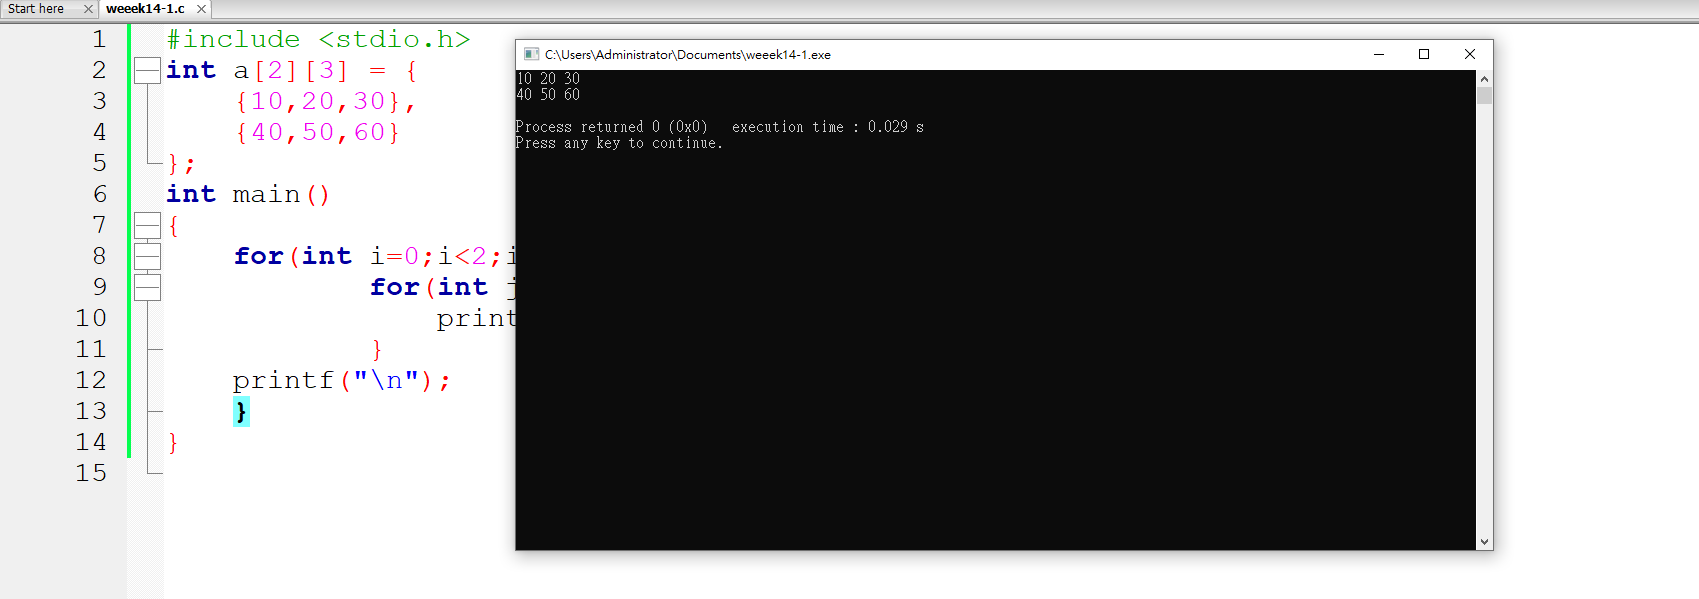 Start here
weeek14-1.c
1 #include <stdio.h>
2 int a[2][3] = {
3 {10,20,30},
4 {40,50,60}
5 };
6 int main()
7 {
8 for(int i=0;i<2;i
9 for(int j
10 print
11 }
12 printf("\n");
13 }
14 }
15
C:\Users\Administrator\Documents\weeek14-1.exe
10 20 30
40 50 60
Process returned 0 (0x0) execution time : 0.029 s
Press any key to continue.